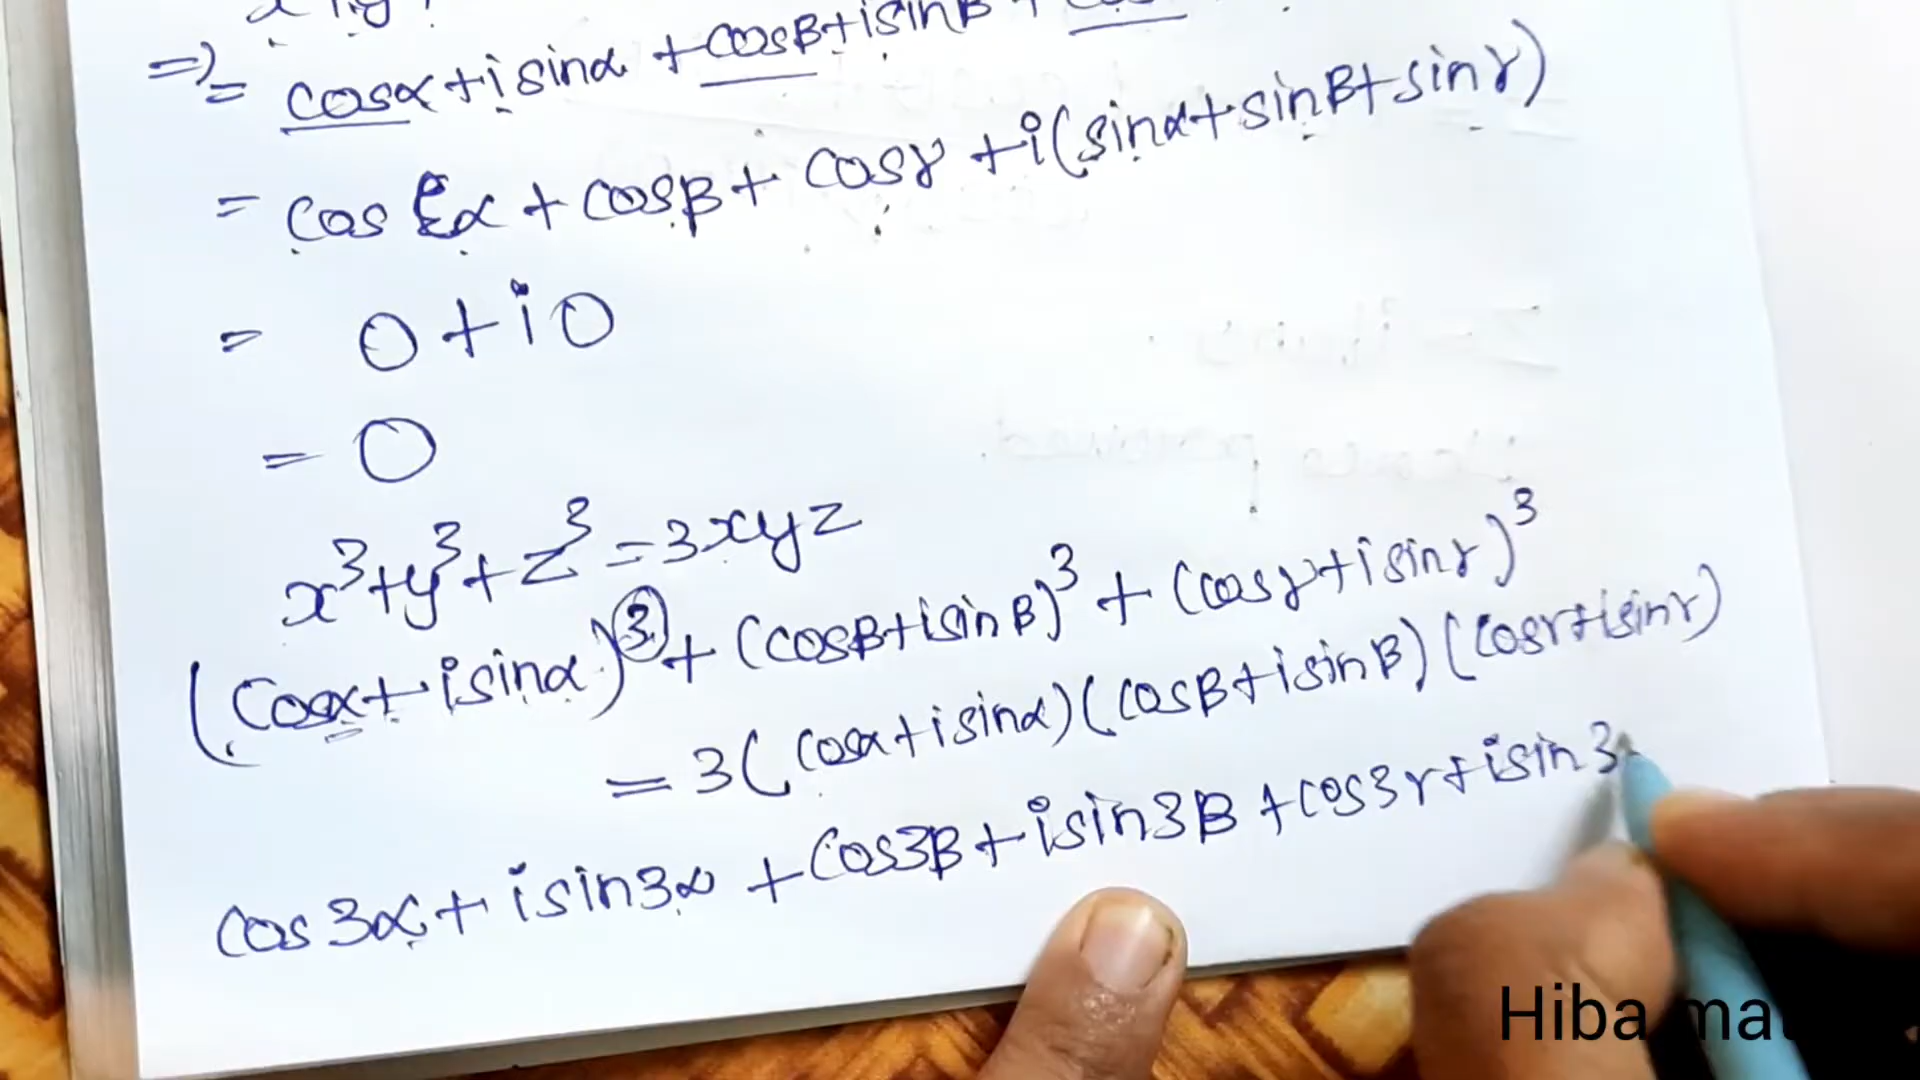 => = cosα + i sinα + cosβ + i sinβ +
= cos α + cosβ + cosγ + i(sinα + sinβ + sinγ)
= 0 + i 0
= 0
x³ + y³ + z³ = 3xyz
(cosα + i sinα)³ + (cosβ + i sinβ)³ + (cosγ + i sinγ)³
= 3(cosα + i sinα)(cosβ + i sinβ)(cosγ + i sinγ)
cos3α + i sin3α + cos3β + i sin3β + cos3γ + i sin3
Hiba